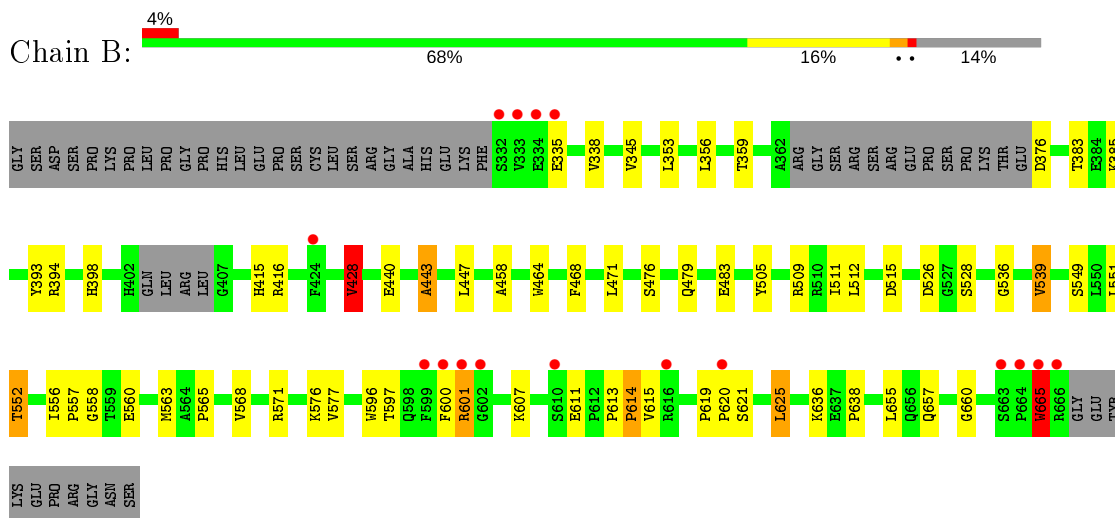 4%
Chain B:
68% 16% • • 14%
GLY SER ASP SER PRO LYS PRO LEU PRO GLY PRO HIS LEU GLU PRO SER CYS LEU SER ARG GLY ALA HIS GLU LYS PHE S332 V333 E334 E335 V338 V345 L353 L356 T359 A362 ARG GLY SER ARG SER ARG GLU PRO SER PRO LYS THR GLU D376 T383 E384 K385
Y393 R394 H398 H402 GLN LEU ARG LEU G407 H415 R416 F424 V428 E440 A443 L447 A458 W464 F468 L471 S476 Q479 E483 Y505 R509 R510 I511 L512 D515 D526 G527 S528 G536 V539 S549 L550 L551
T552 I556 P557 G558 T559 E560 M563 A564 P565 V568 R571 K576 V577 W596 T597 Q598 F599 F600 R601 G602 K607 S610 E611 P612 P613 P614 V615 R616 P619 P620 S621 L625 K636 E637 P638 L655 Q656 Q657 G660 S663 P664 W665 R666 GLY GLU TYR
LYS GLU PRO ARG GLY ASN SER